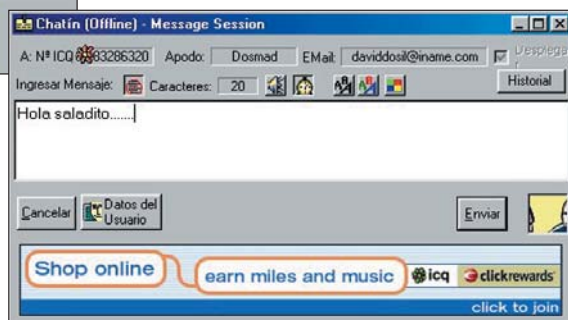 Chatín (Offline) - Message Session
A: Nº ICQ 83286320 Apodo: Dosmad EMail: daviddosil@iname.com
Ingresar Mensaje: Caracteres: 20 Historial
Hola saladito.......
Cancelar Datos del Usuario Enviar
Shop online earn miles and music icq clickrewards
click to join